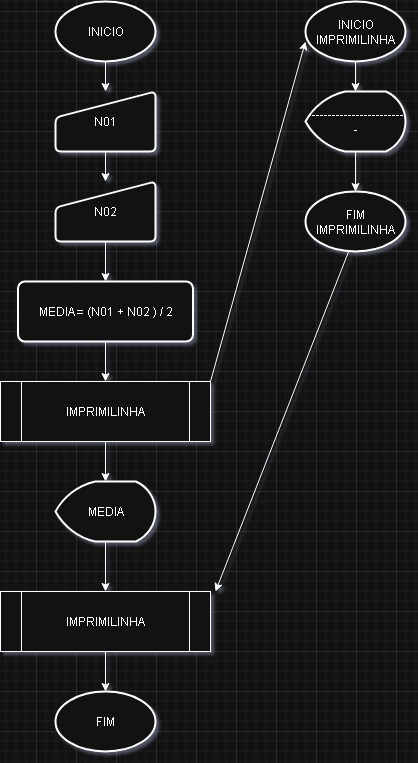 INICIO
N01
N02
MEDIA= (N01 + N02 ) / 2
IMPRIMILINHA
MEDIA
IMPRIMILINHA
FIM
INICIO
IMPRIMILINHA
--------------------------
-
FIM
IMPRIMILINHA